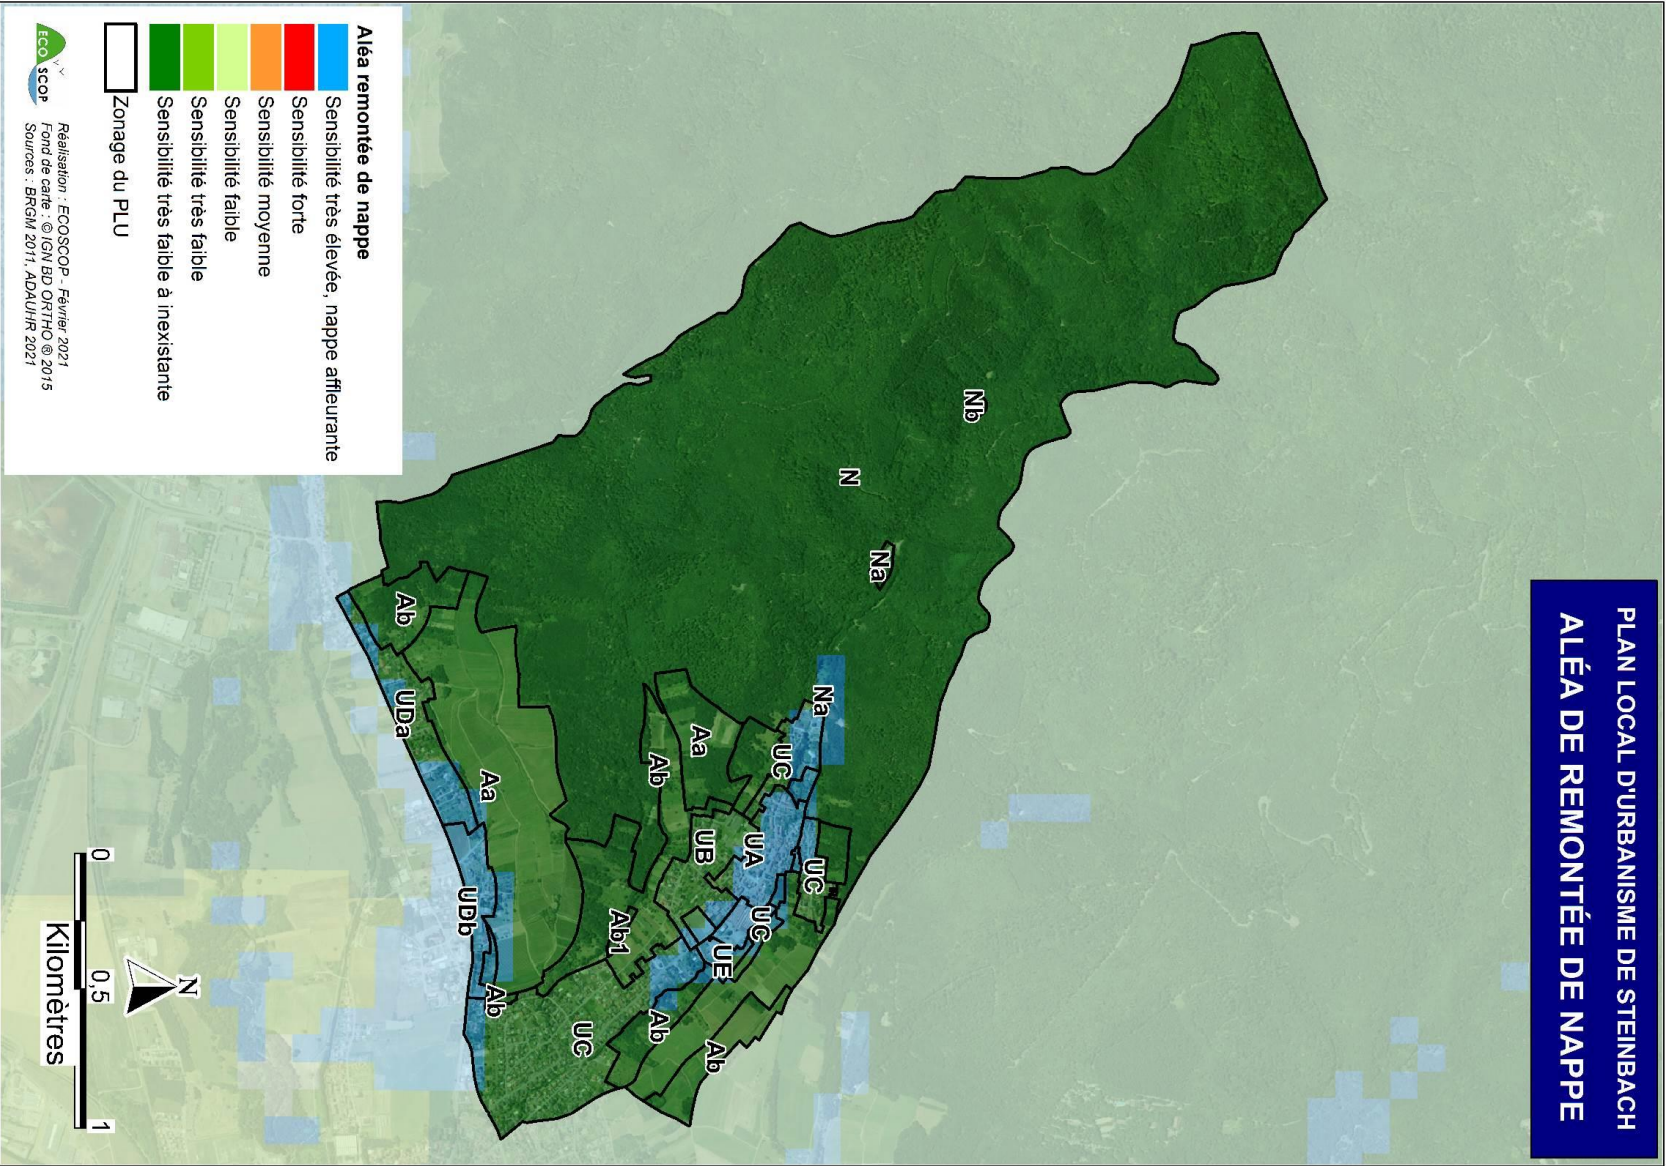 PLAN LOCAL D'URBANISME DE STEINBACH
ALÉA DE REMONTÉE DE NAPPE
Nb
N
Na
Na
Ab
UDa
Aa
Aa
Ab
UC
UB
UA
UC
UC
UE
Ab1
UDb
Ab
UC
Ab
Ab
Aléa remontée de nappe
Sensibilité très élevée, nappe affleurante
Sensibilité forte
Sensibilité moyenne
Sensibilité faible
Sensibilité très faible
Sensibilité très faible à inexistante
Zonage du PLU
ECO SCOP
Réalisation : ECOSCOP - Février 2021
Fond de carte : © IGN BD ORTHO ® 2015
Sources : BRGM 2011, ADAUHR 2021
N
0 0,5 1
Kilomètres